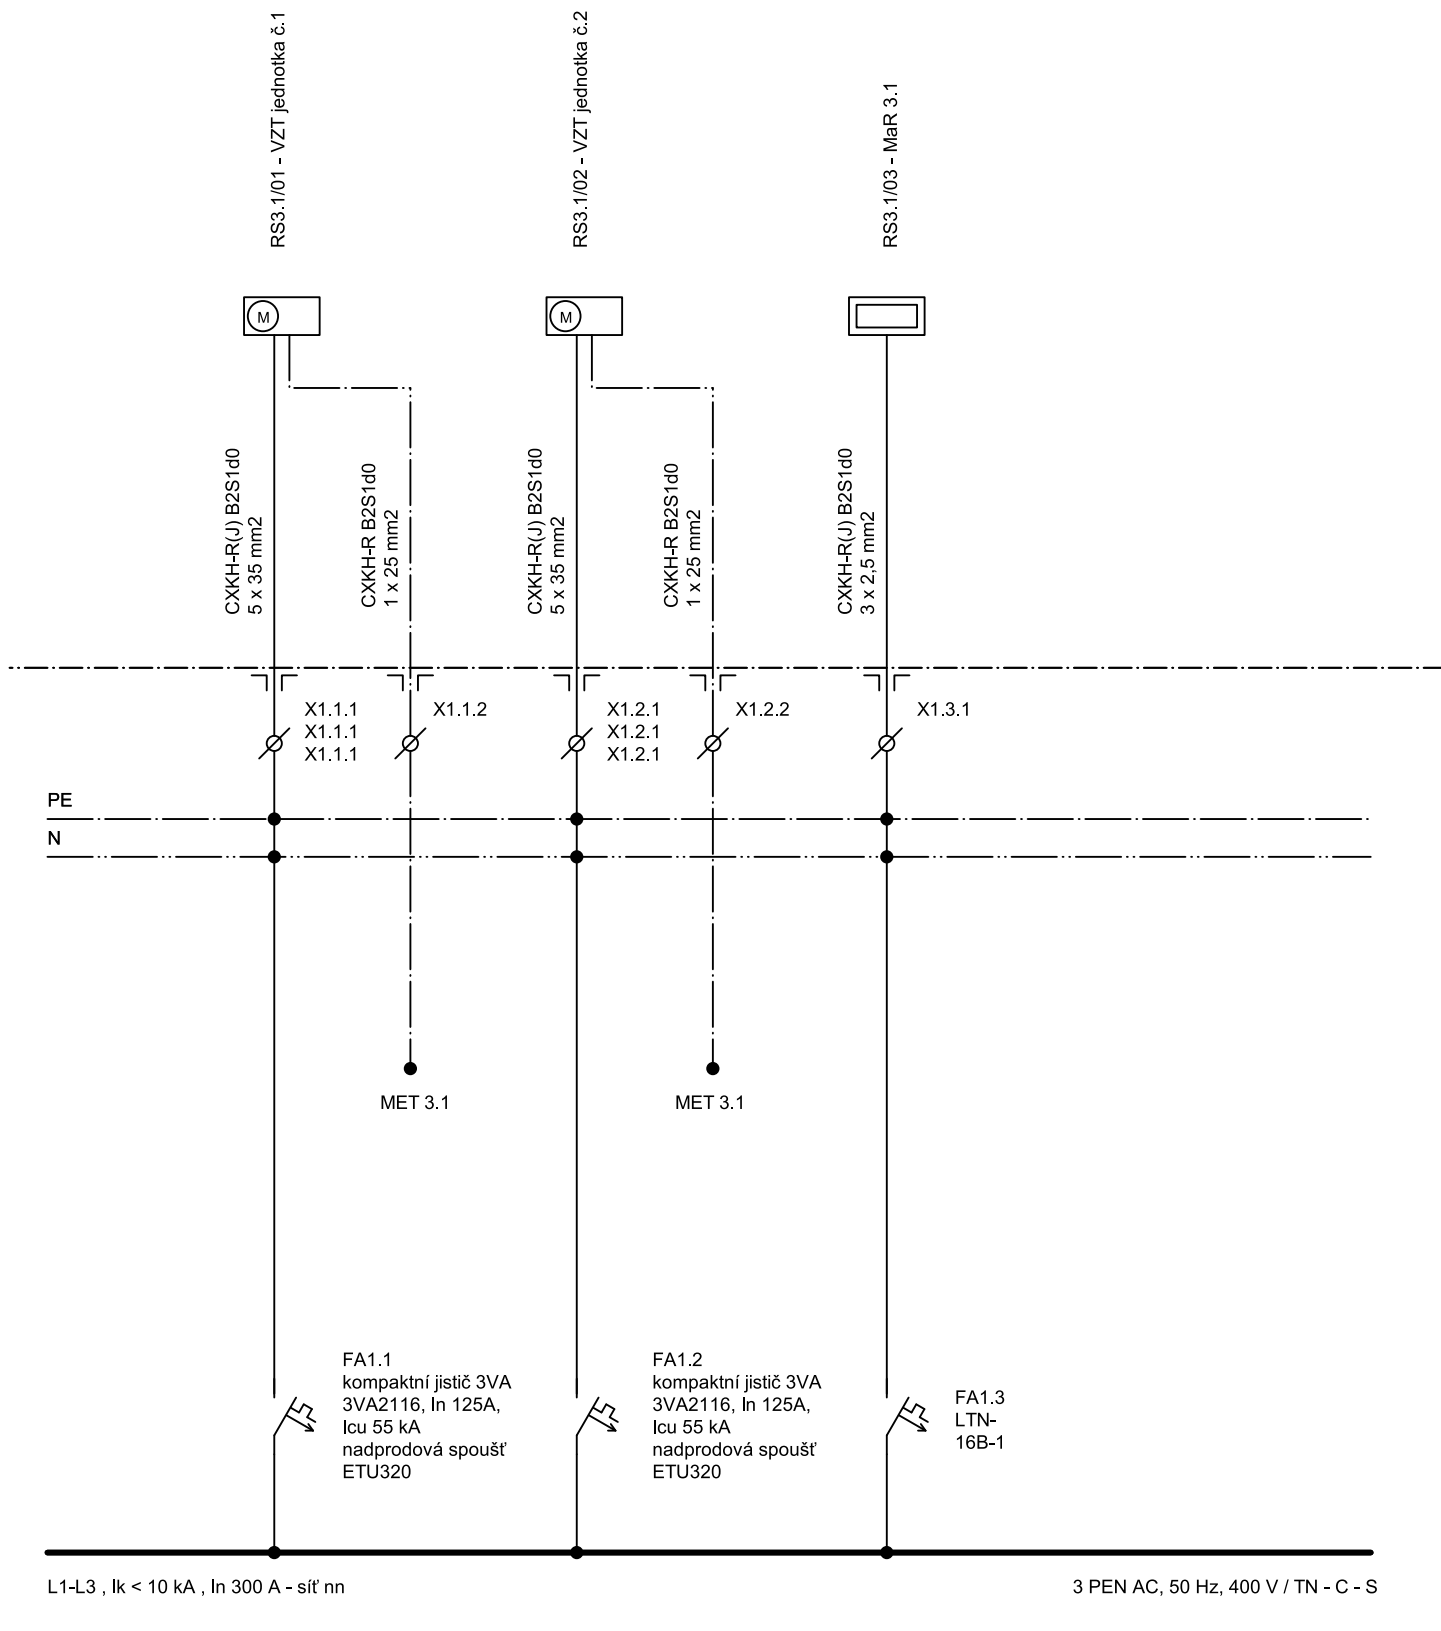 RS3.1/01 - VZT jednotka č.1
RS3.1/02 - VZT jednotka č.2
RS3.1/03 - MaR 3.1
M
M
CXKH-R(J) B2S1d0
5 x 35 mm2
CXKH-R B2S1d0
1 x 25 mm2
CXKH-R(J) B2S1d0
5 x 35 mm2
CXKH-R B2S1d0
1 x 25 mm2
CXKH-R(J) B2S1d0
3 x 2,5 mm2
X1.1.1
X1.1.1
X1.1.1
X1.1.2
X1.2.1
X1.2.1
X1.2.1
X1.2.2
X1.3.1
PE
N
MET 3.1
MET 3.1
FA1.1
kompaktní jistič 3VA
3VA2116, In 125A,
Icu 55 kA
nadprodová spoušť
ETU320
FA1.2
kompaktní jistič 3VA
3VA2116, In 125A,
Icu 55 kA
nadprodová spoušť
ETU320
FA1.3
LTN-
16B-1
L1-L3 , Ik < 10 kA , In 300 A - síť nn
3 PEN AC, 50 Hz, 400 V / TN - C - S